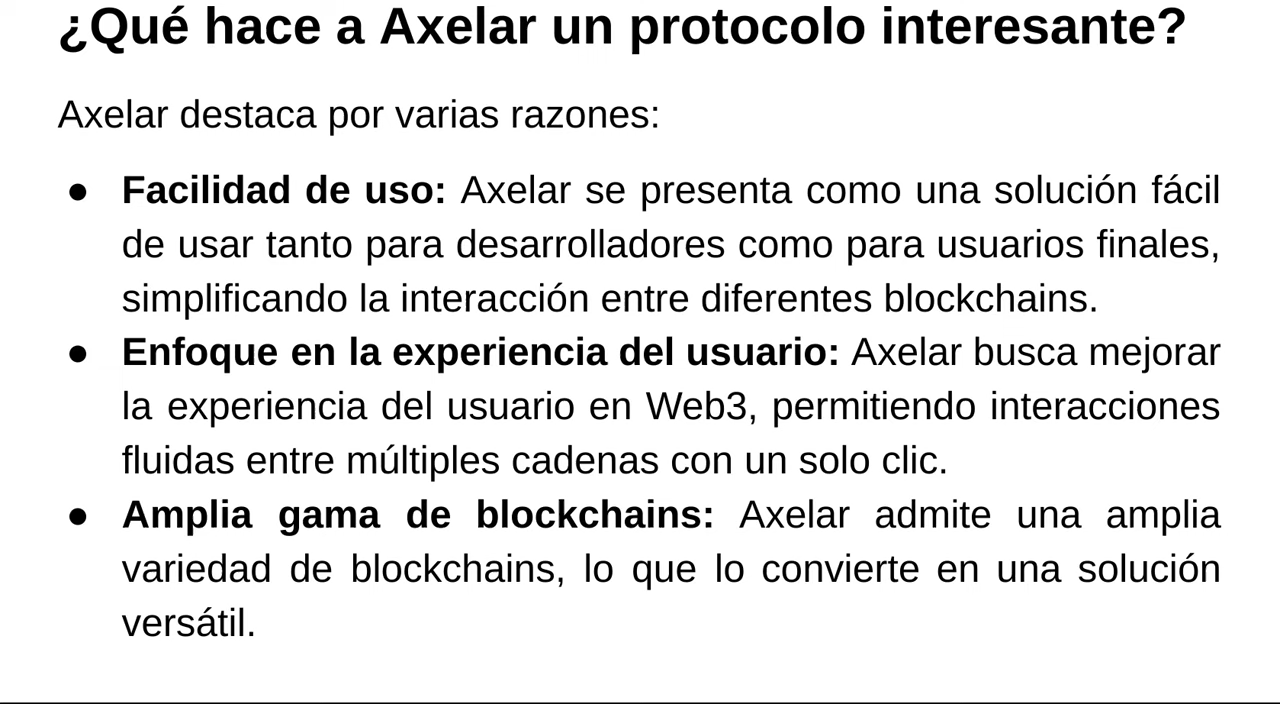 ¿Qué hace a Axelar un protocolo interesante?
Axelar destaca por varias razones:
● Facilidad de uso: Axelar se presenta como una solución fácil
de usar tanto para desarrolladores como para usuarios finales,
simplificando la interacción entre diferentes blockchains.
● Enfoque en la experiencia del usuario: Axelar busca mejorar
la experiencia del usuario en Web3, permitiendo interacciones
fluidas entre múltiples cadenas con un solo clic.
● Amplia gama de blockchains: Axelar admite una amplia
variedad de blockchains, lo que lo convierte en una solución
versátil.